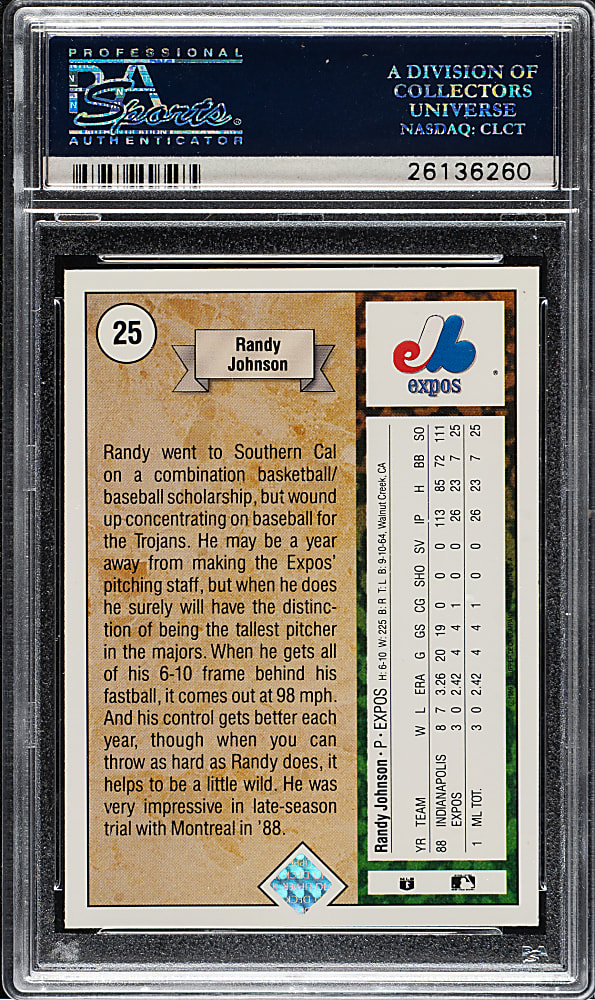 PROFESSIONAL
PSA
Sports
AUTHENTICATOR
A DIVISION OF
COLLECTORS
UNIVERSE
NASDAQ: CLCT
26136260
25
Randy
Johnson
Randy went to Southern Cal
on a combination basketball/
baseball scholarship, but wound
up concentrating on baseball for
the Trojans. He may be a year
away from making the Expos'
pitching staff, but when he does
he surely will have the distinc-
tion of being the tallest pitcher
in the majors. When he gets all
of his 6-10 frame behind his
fastball, it comes out at 98 mph.
And his control gets better each
year, though when you can
throw as hard as Randy does, it
helps to be a little wild. He was
very impressive in late-season
trial with Montreal in '88.
expos
Randy Johnson • P • EXPOS H: 6-10 W: 225 B: R T: L B: 9-10-64, Walnut Creek, CA
YR TEAM W L ERA G GS CG SHO SV IP H BB SO
88 INDIANAPOLIS 8 7 3.26 20 19 0 0 0 113 85 72 111
EXPOS 3 0 2.42 4 4 1 0 0 26 23 7 25
1 ML TOT. 3 0 2.42 4 4 1 0 0 26 23 7 25